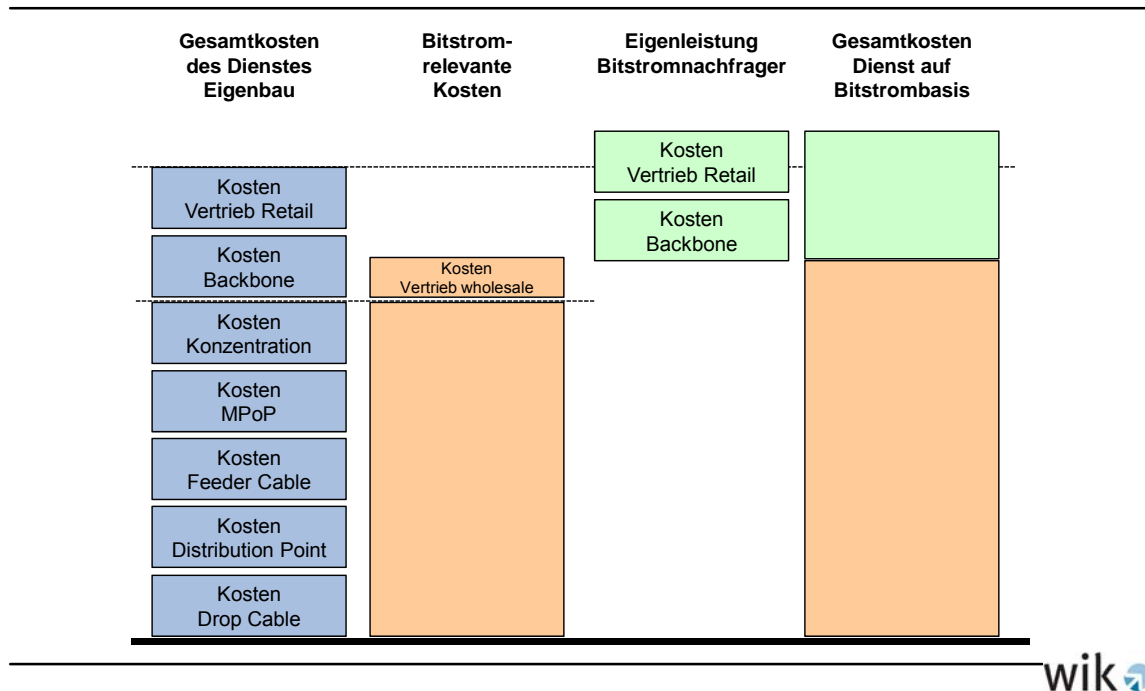 Gesamtkosten
des Dienstes
Eigenbau
Bitstrom-
relevante
Kosten
Eigenleistung
Bitstromnachfrager
Gesamtkosten
Dienst auf
Bitstrombasis
Kosten
Vertrieb Retail
Kosten
Backbone
Kosten
Konzentration
Kosten
MPoP
Kosten
Feeder Cable
Kosten
Distribution Point
Kosten
Drop Cable
Kosten
Vertrieb wholesale
Kosten
Vertrieb Retail
Kosten
Backbone
wik